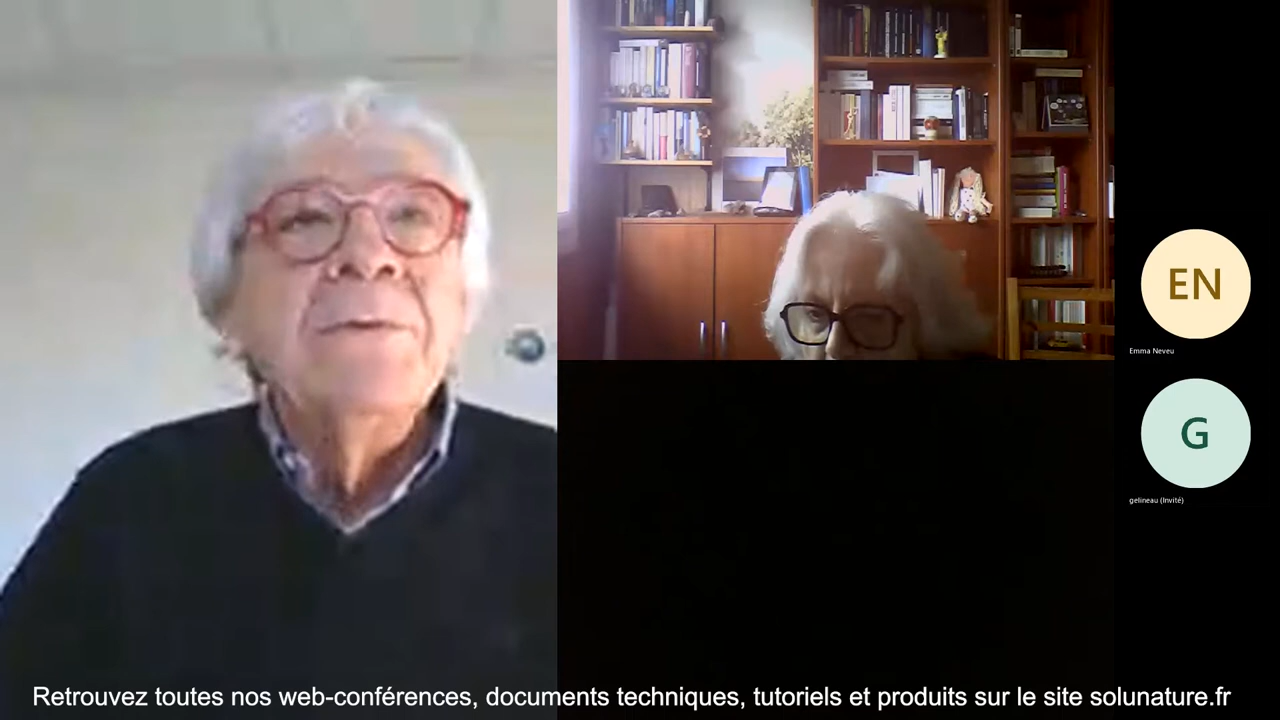 EN
Emma Neveu
G
gelineau (Invité)
Retrouvez toutes nos web-conférences, documents techniques, tutoriels et produits sur le site solunature.fr